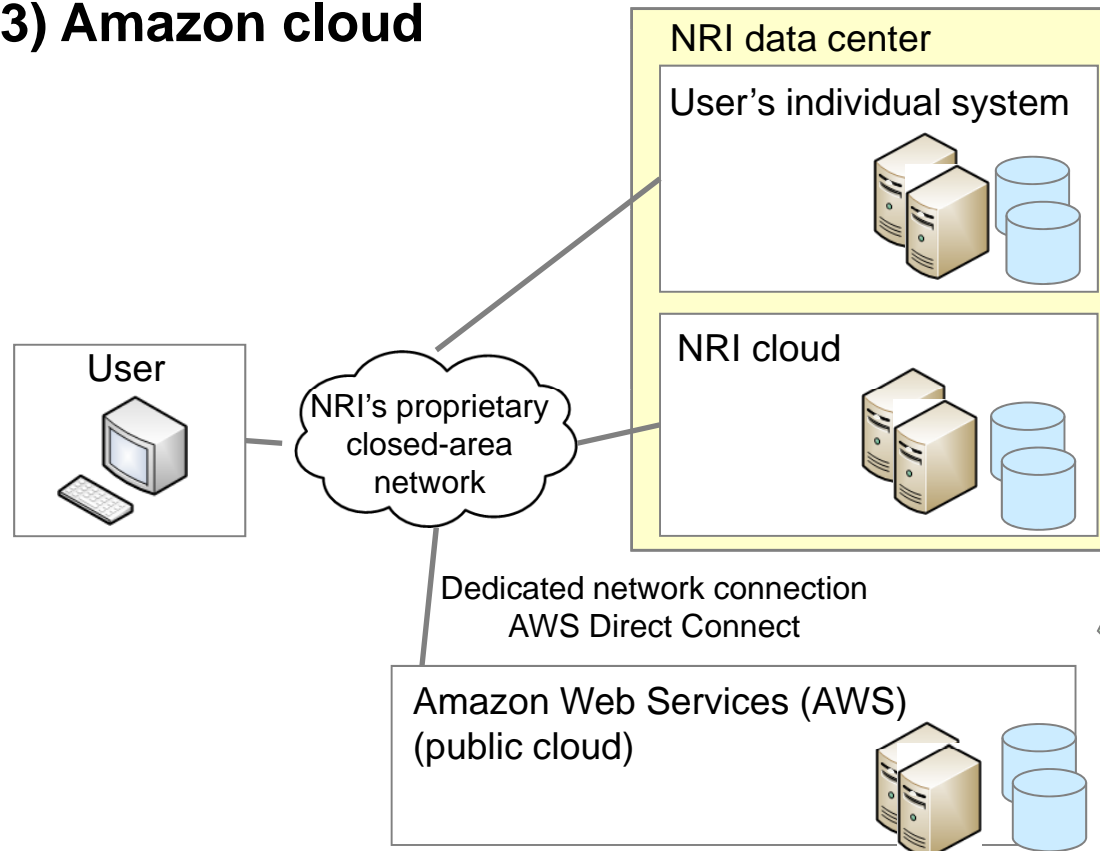 3) Amazon cloud
NRI data center
User’s individual system
NRI cloud
User
NRI’s proprietary
closed-area
network
Dedicated network connection
AWS Direct Connect
Amazon Web Services (AWS)
(public cloud)